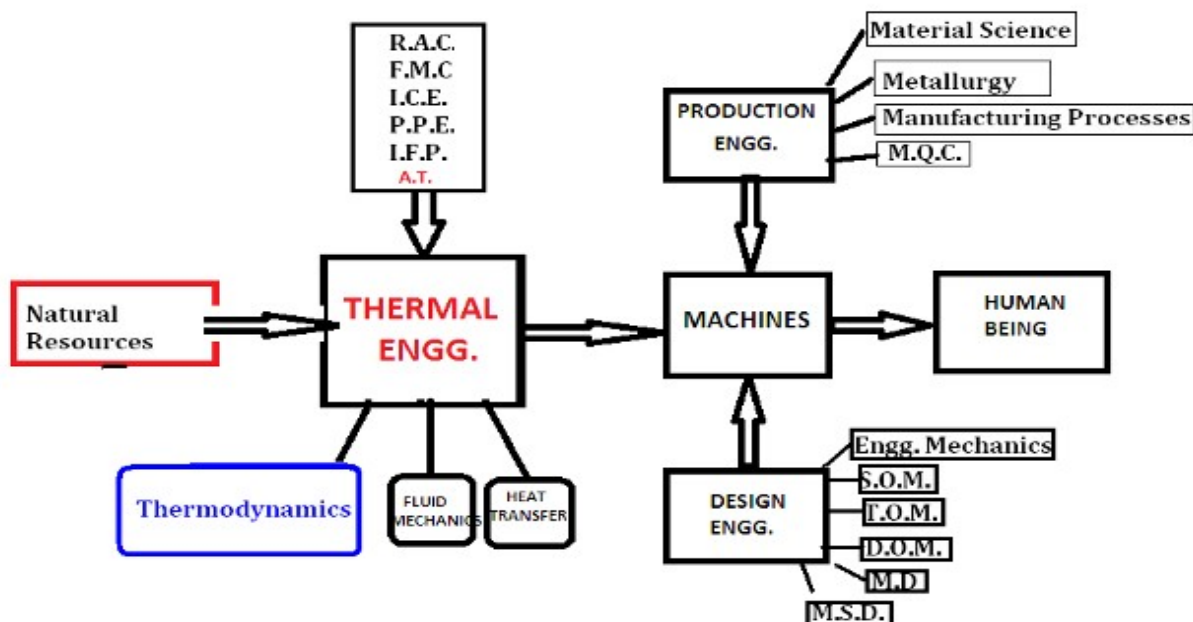 R.A.C.
F.M.C
I.C.E.
P.P.E.
I.F.P.
A.T.
Material Science
Metallurgy
Manufacturing Processes
M.Q.C.
PRODUCTION
ENGG.
Natural
Resources
THERMAL
ENGG.
MACHINES
HUMAN
BEING
Thermodynamics
FLUID
MECHANICS
HEAT
TRANSFER
DESIGN
ENGG.
Engg. Mechanics
S.O.M.
T.O.M.
D.O.M.
M.D
M.S.D.